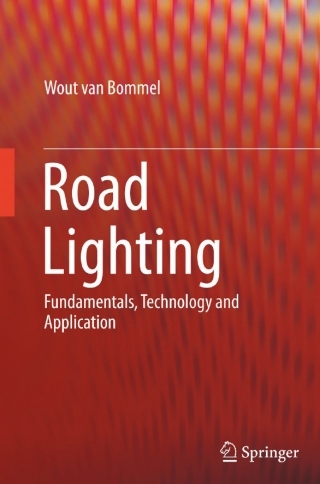 Wout van Bommel
Road
Lighting
Fundamentals, Technology and
Application
Springer